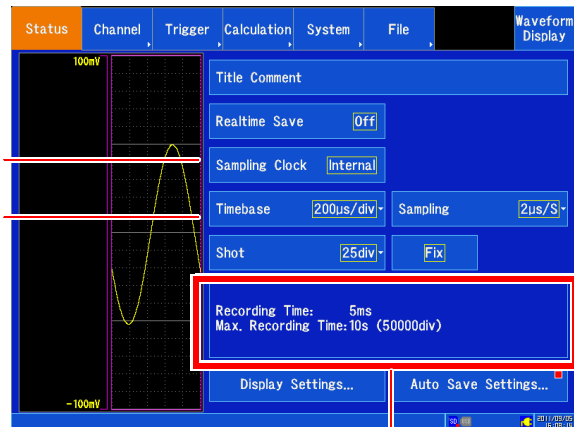 Status Channel Trigger Calculation System File Waveform Display
100mV
Title Comment
Realtime Save Off
Sampling Clock Internal
Timebase 200µs/div Sampling 2µs/S
Shot 25div Fix
Recording Time: 5ms
Max. Recording Time:10s (50000div)
Display Settings... Auto Save Settings...
-100mV
SD
2011/09/05